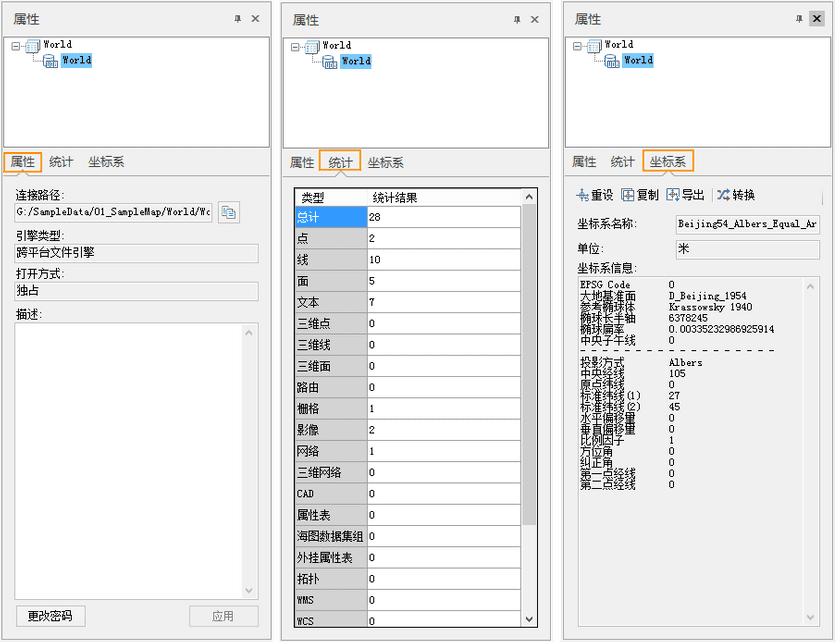 属性
World
World
属性 统计 坐标系
连接路径:
G:/SampleData/01_SampleMap/World/Wo
引擎类型:
跨平台文件引擎
打开方式:
独占
描述:
更改密码 应用
属性
World
World
属性 统计 坐标系
类型 统计结果
总计 28
点 2
线 10
面 5
文本 7
三维点 0
三维线 0
三维面 0
路由 0
栅格 1
影像 2
网络 1
三维网络 0
CAD 0
属性表 0
海图数据集组 0
外挂属性表 0
拓扑 0
WMS 0
WCS 0
属性
World
World
属性 统计 坐标系
重设 复制 导出 转换
坐标系名称: Beijing54_Albers_Equal_Ar
单位: 米
坐标系信息:
EPSG Code 0
大地基准面 D_Beijing_1954
参考椭球体 Krassowsky 1940
椭球长半轴 6378245
椭球扁率 0.00335232986925914
中央子午线 0
- - - - - - - - - - - - - - - - - - - -
投影方式 Albers
中央经线 105
原点纬线 0
标准纬线(1) 27
标准纬线(2) 45
水平偏移量 0
垂直偏移量 0
比例因子 1
方位角 0
纠正角 0
第一点经线 0
第二点经线 0